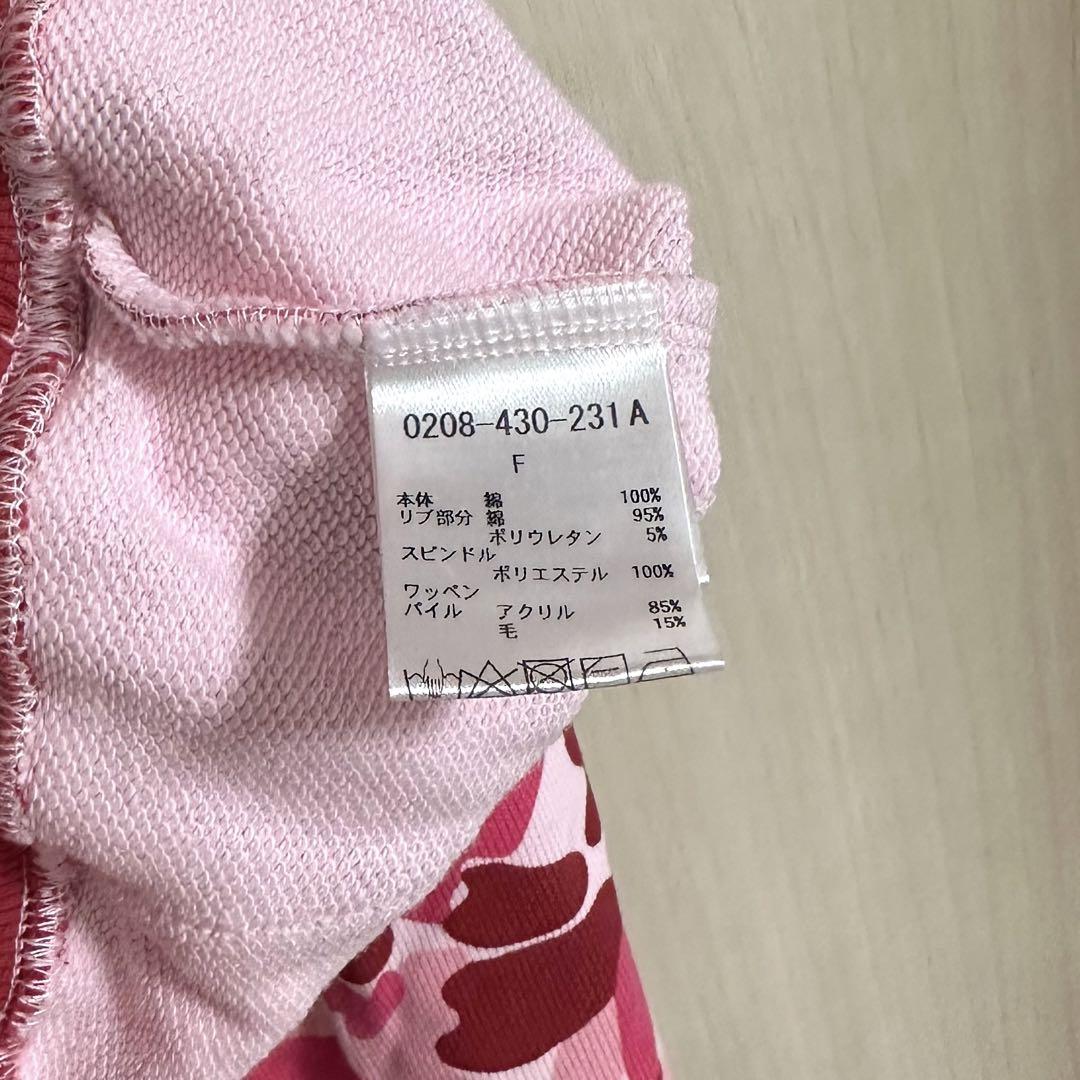 0208-430-231A
F
本体 綿 100%
リブ部分 綿 95%
ポリウレタン 5%
スピンドル
ポリエステル 100%
ワッペン
パイル アクリル 85%
毛 15%